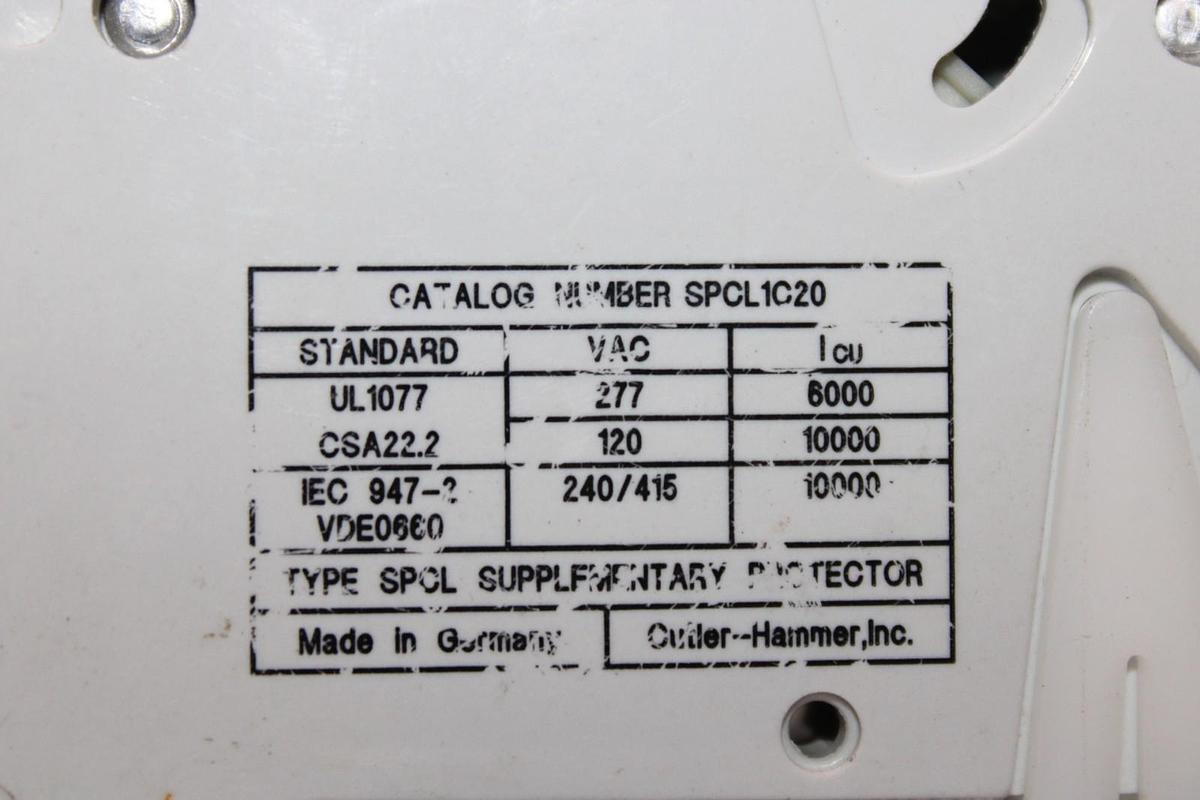 CATALOG NUMBER SPCL1C20
STANDARD VAC ICU
UL1077 277 6000
CSA22.2 120 10000
IEC 947-2 240/415 10000
VDE0660
TYPE SPCL SUPPLEMENTARY PROTECTOR
Made in Germany Cutler-Hammer,Inc.